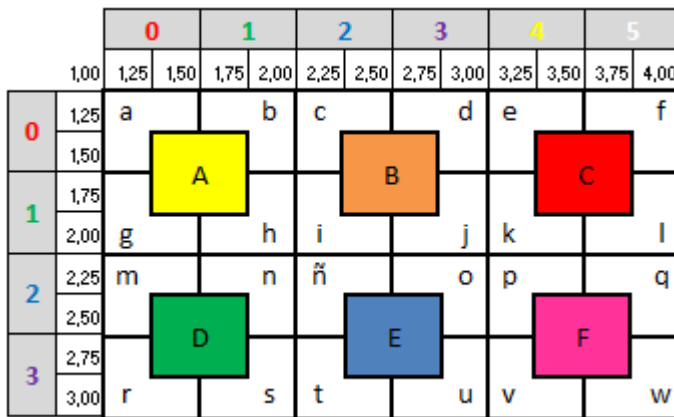 0 1 2 3 4 5
1,00 1,25 1,50 1,75 2,00 2,25 2,50 2,75 3,00 3,25 3,50 3,75 4,00
0 1,25 a b c d e f
1,50
A B C
1 1,75
2,00 g h i j k l
2 2,25 m n ñ o p q
2,50
D E F
3 2,75
3,00 r s t u v w